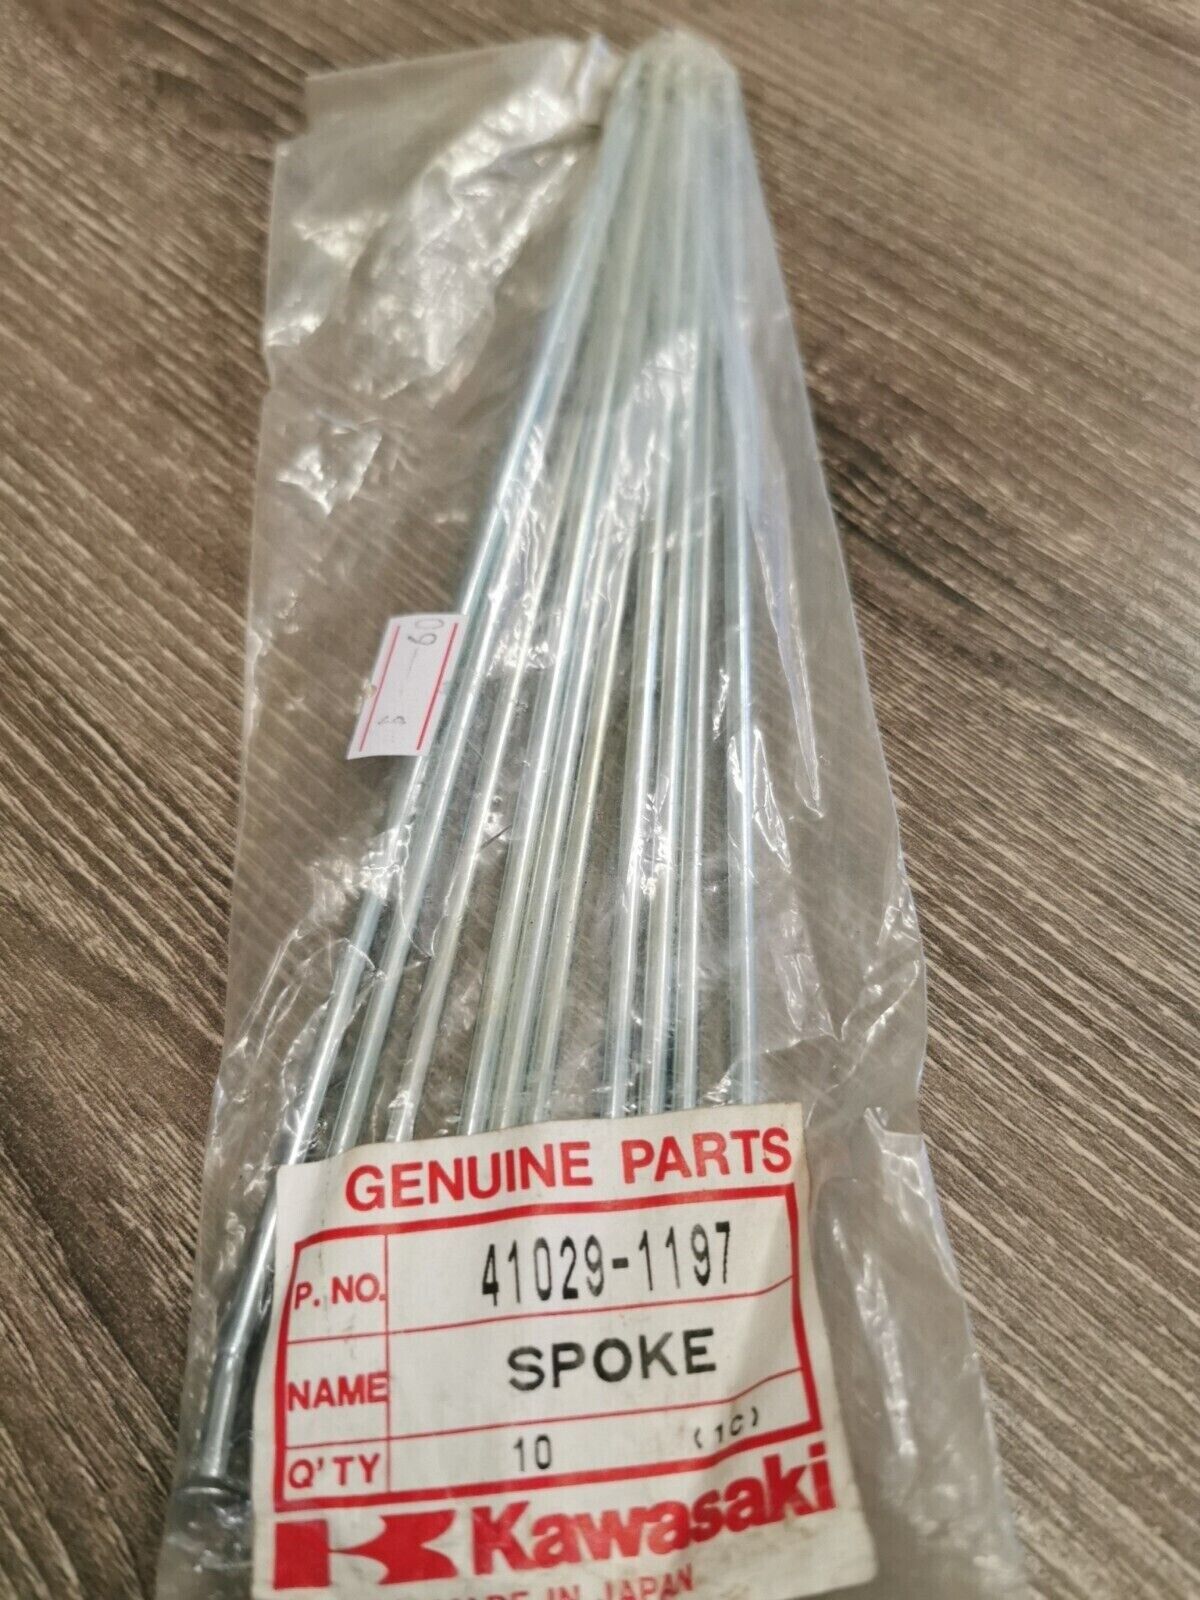 60
GENUINE PARTS
P. NO. 41029-1197
NAME SPOKE
Q'TY 10 (1C)
Kawasaki
MADE IN JAPAN